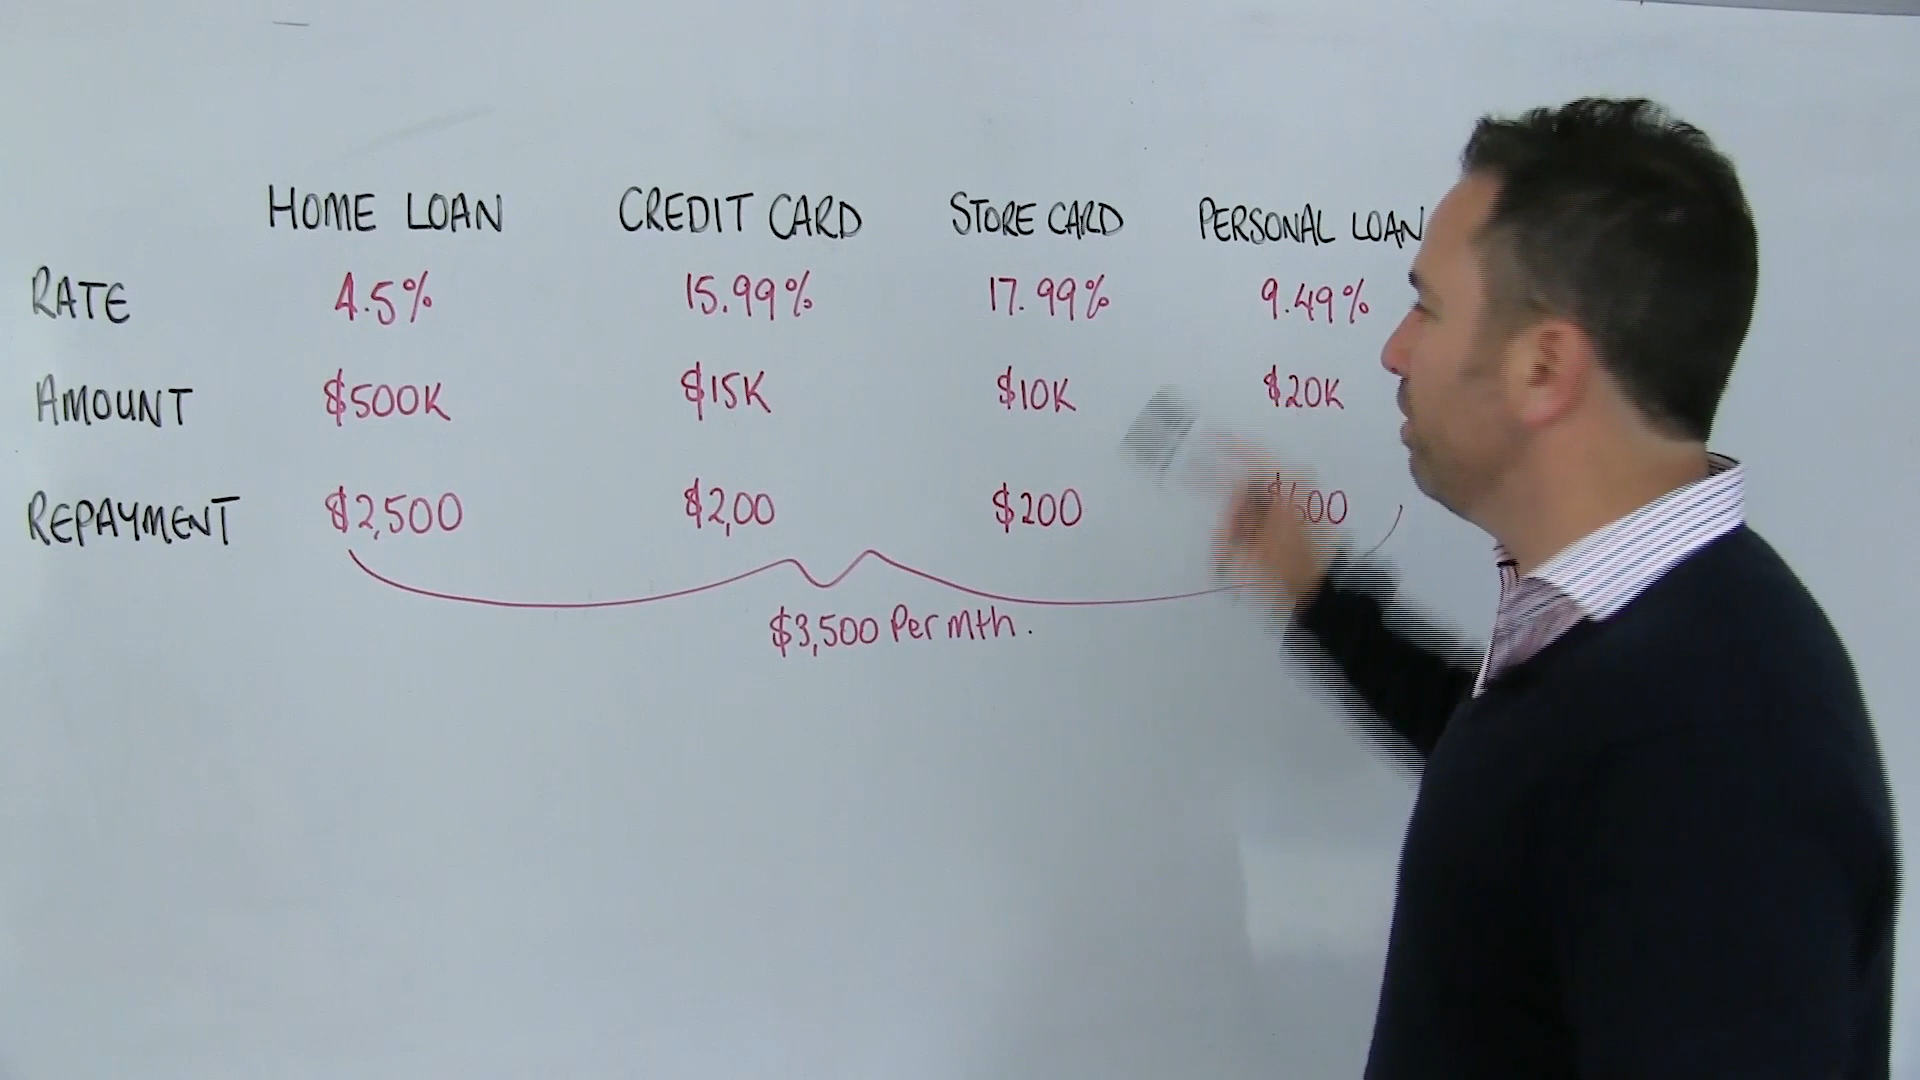 HOME LOAN CREDIT CARD STORE CARD PERSONAL LOAN
RATE 4.5% 15.99% 17.99% 9.49%
AMOUNT $500K $15K $10K $20K
REPAYMENT $2,500 $2,00 $200 $600
$3,500 Per mth.